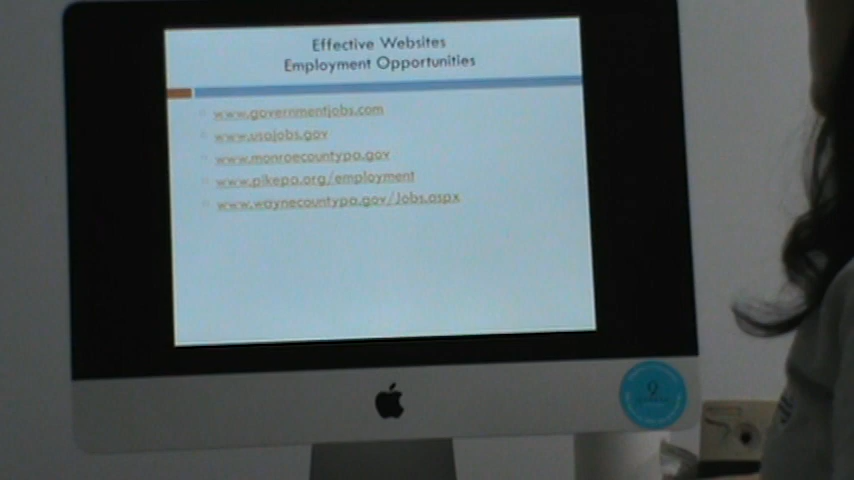 Effective Websites
Employment Opportunities
www.governmentjobs.com
www.usajobs.gov
www.monroecountypa.gov
www.pikepa.org/employment
www.waynecountypa.gov/Jobs.aspx
9